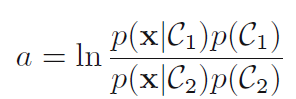 a = ln p(x|C₁)p(C₁) / p(x|C₂)p(C₂)